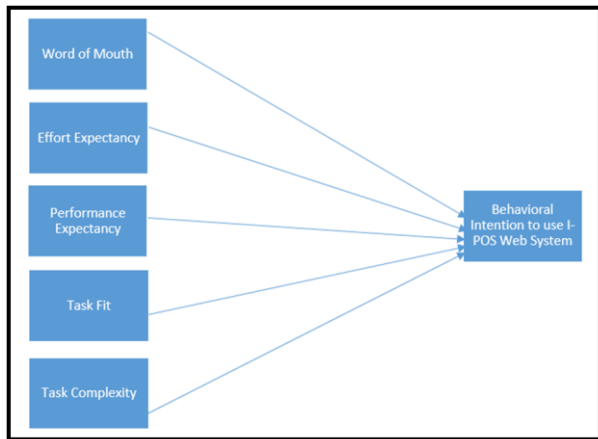 Word of Mouth
Effort Expectancy
Performance
Expectancy
Task Fit
Task Complexity
Behavioral
Intention to use I-
POS Web System